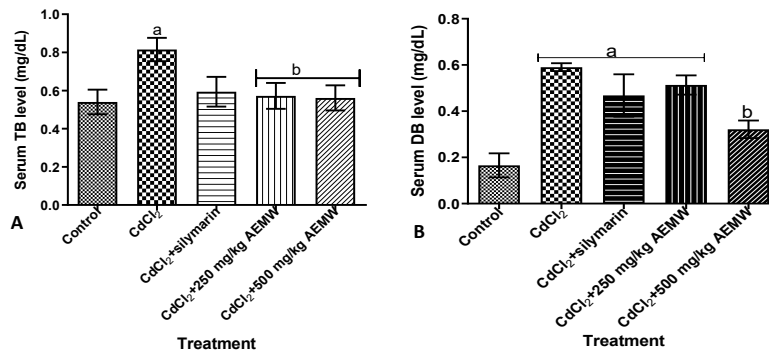 Serum TB level (mg/dL)
1.0
0.8
0.6
0.4
0.2
0.0
a
b
Control
CdCl₂
CdCl₂+silymarin
CdCl₂+250 mg/kg AEMW
CdCl₂+500 mg/kg AEMW
A
Treatment
Serum DB level (mg/dL)
0.8
0.6
0.4
0.2
0.0
a
b
Control
CdCl₂
CdCl₂+silymarin
CdCl₂+250 mg/kg AEMW
CdCl₂+500 mg/kg AEMW
B
Treatment